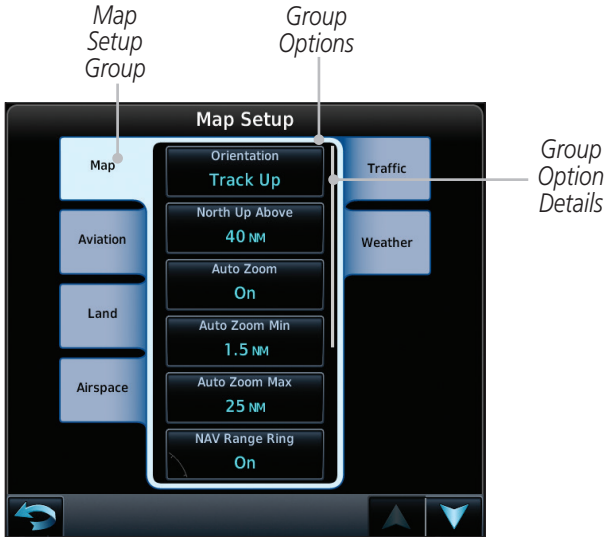 Map
Setup
Group
Group
Options
Map Setup
Map
Aviation
Land
Airspace
Orientation
Track Up
North Up Above
40 NM
Auto Zoom
On
Auto Zoom Min
1.5 NM
Auto Zoom Max
25 NM
NAV Range Ring
On
Traffic
Weather
Group
Option
Details